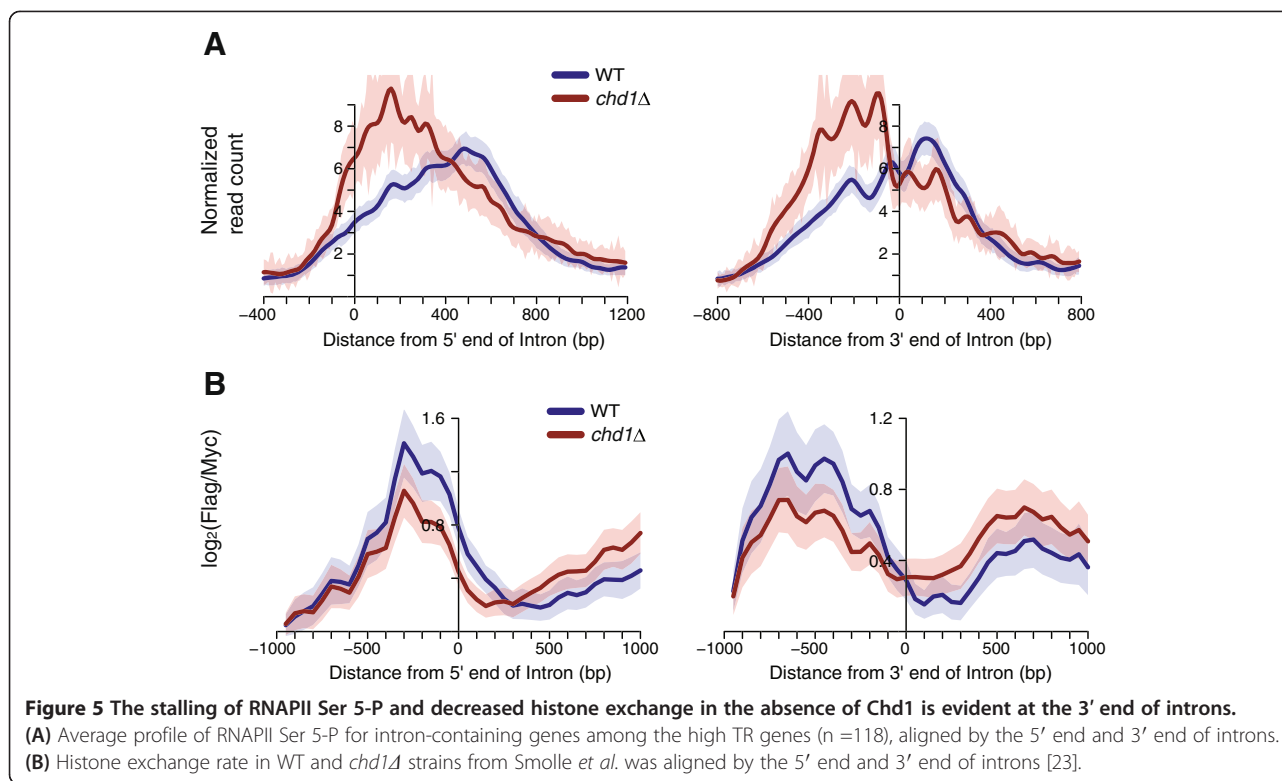 A
WT
chd1Δ
Normalized
read count
8
6
4
2
−400 0 400 800 1200
Distance from 5' end of Intron (bp)
8
6
4
2
−800 −400 0 400 800
Distance from 3' end of Intron (bp)
B
WT
chd1Δ
log₂(Flag/Myc)
1.6
0.8
−1000 −500 0 500 1000
Distance from 5' end of Intron (bp)
1.2
0.8
0.4
−1000 −500 0 500 1000
Distance from 3' end of Intron (bp)
Figure 5 The stalling of RNAPII Ser 5-P and decreased histone exchange in the absence of Chd1 is evident at the 3′ end of introns.
(A) Average profile of RNAPII Ser 5-P for intron-containing genes among the high TR genes (n =118), aligned by the 5′ end and 3′ end of introns.
(B) Histone exchange rate in WT and chd1Δ strains from Smolle et al. was aligned by the 5′ end and 3′ end of introns [23].